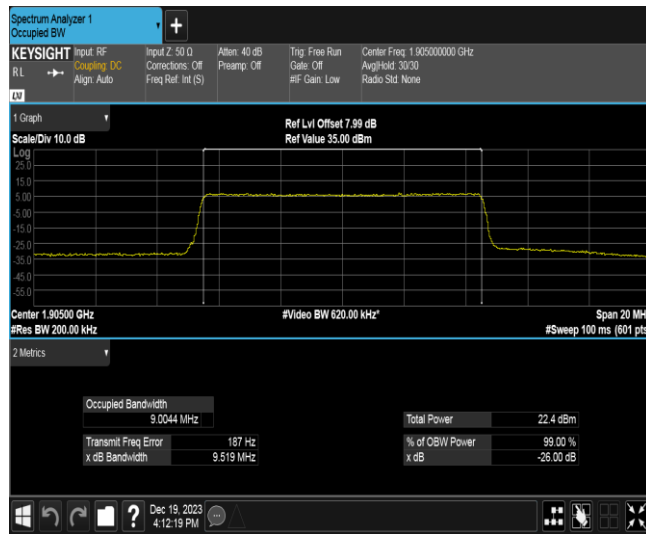 Spectrum Analyzer 1
Occupied BW
+
KEYSIGHT
RL
LXI
Input: RF
Coupling: DC
Align: Auto
Input Z: 50 Ω
Corrections: Off
Freq Ref: Int (S)
Atten: 40 dB
Preamp: Off
Trig: Free Run
Gate: Off
#IF Gain: Low
Center Freq: 1.905000000 GHz
Avg|Hold: 30/30
Radio Std: None
1 Graph
Scale/Div 10.0 dB
Ref Lvl Offset 7.99 dB
Ref Value 35.00 dBm
Log
25.0
15.0
5.00
-5.00
-15.0
-25.0
-35.0
-45.0
-55.0
Center 1.90500 GHz
#Video BW 620.00 kHz*
Span 20 MH
#Res BW 200.00 kHz
#Sweep 100 ms (601 pts
2 Metrics
Occupied Bandwidth
9.0044 MHz
Total Power 22.4 dBm
Transmit Freq Error 187 Hz
% of OBW Power 99.00 %
x dB Bandwidth 9.519 MHz
x dB -26.00 dB
?
Dec 19, 2023
4:12:19 PM